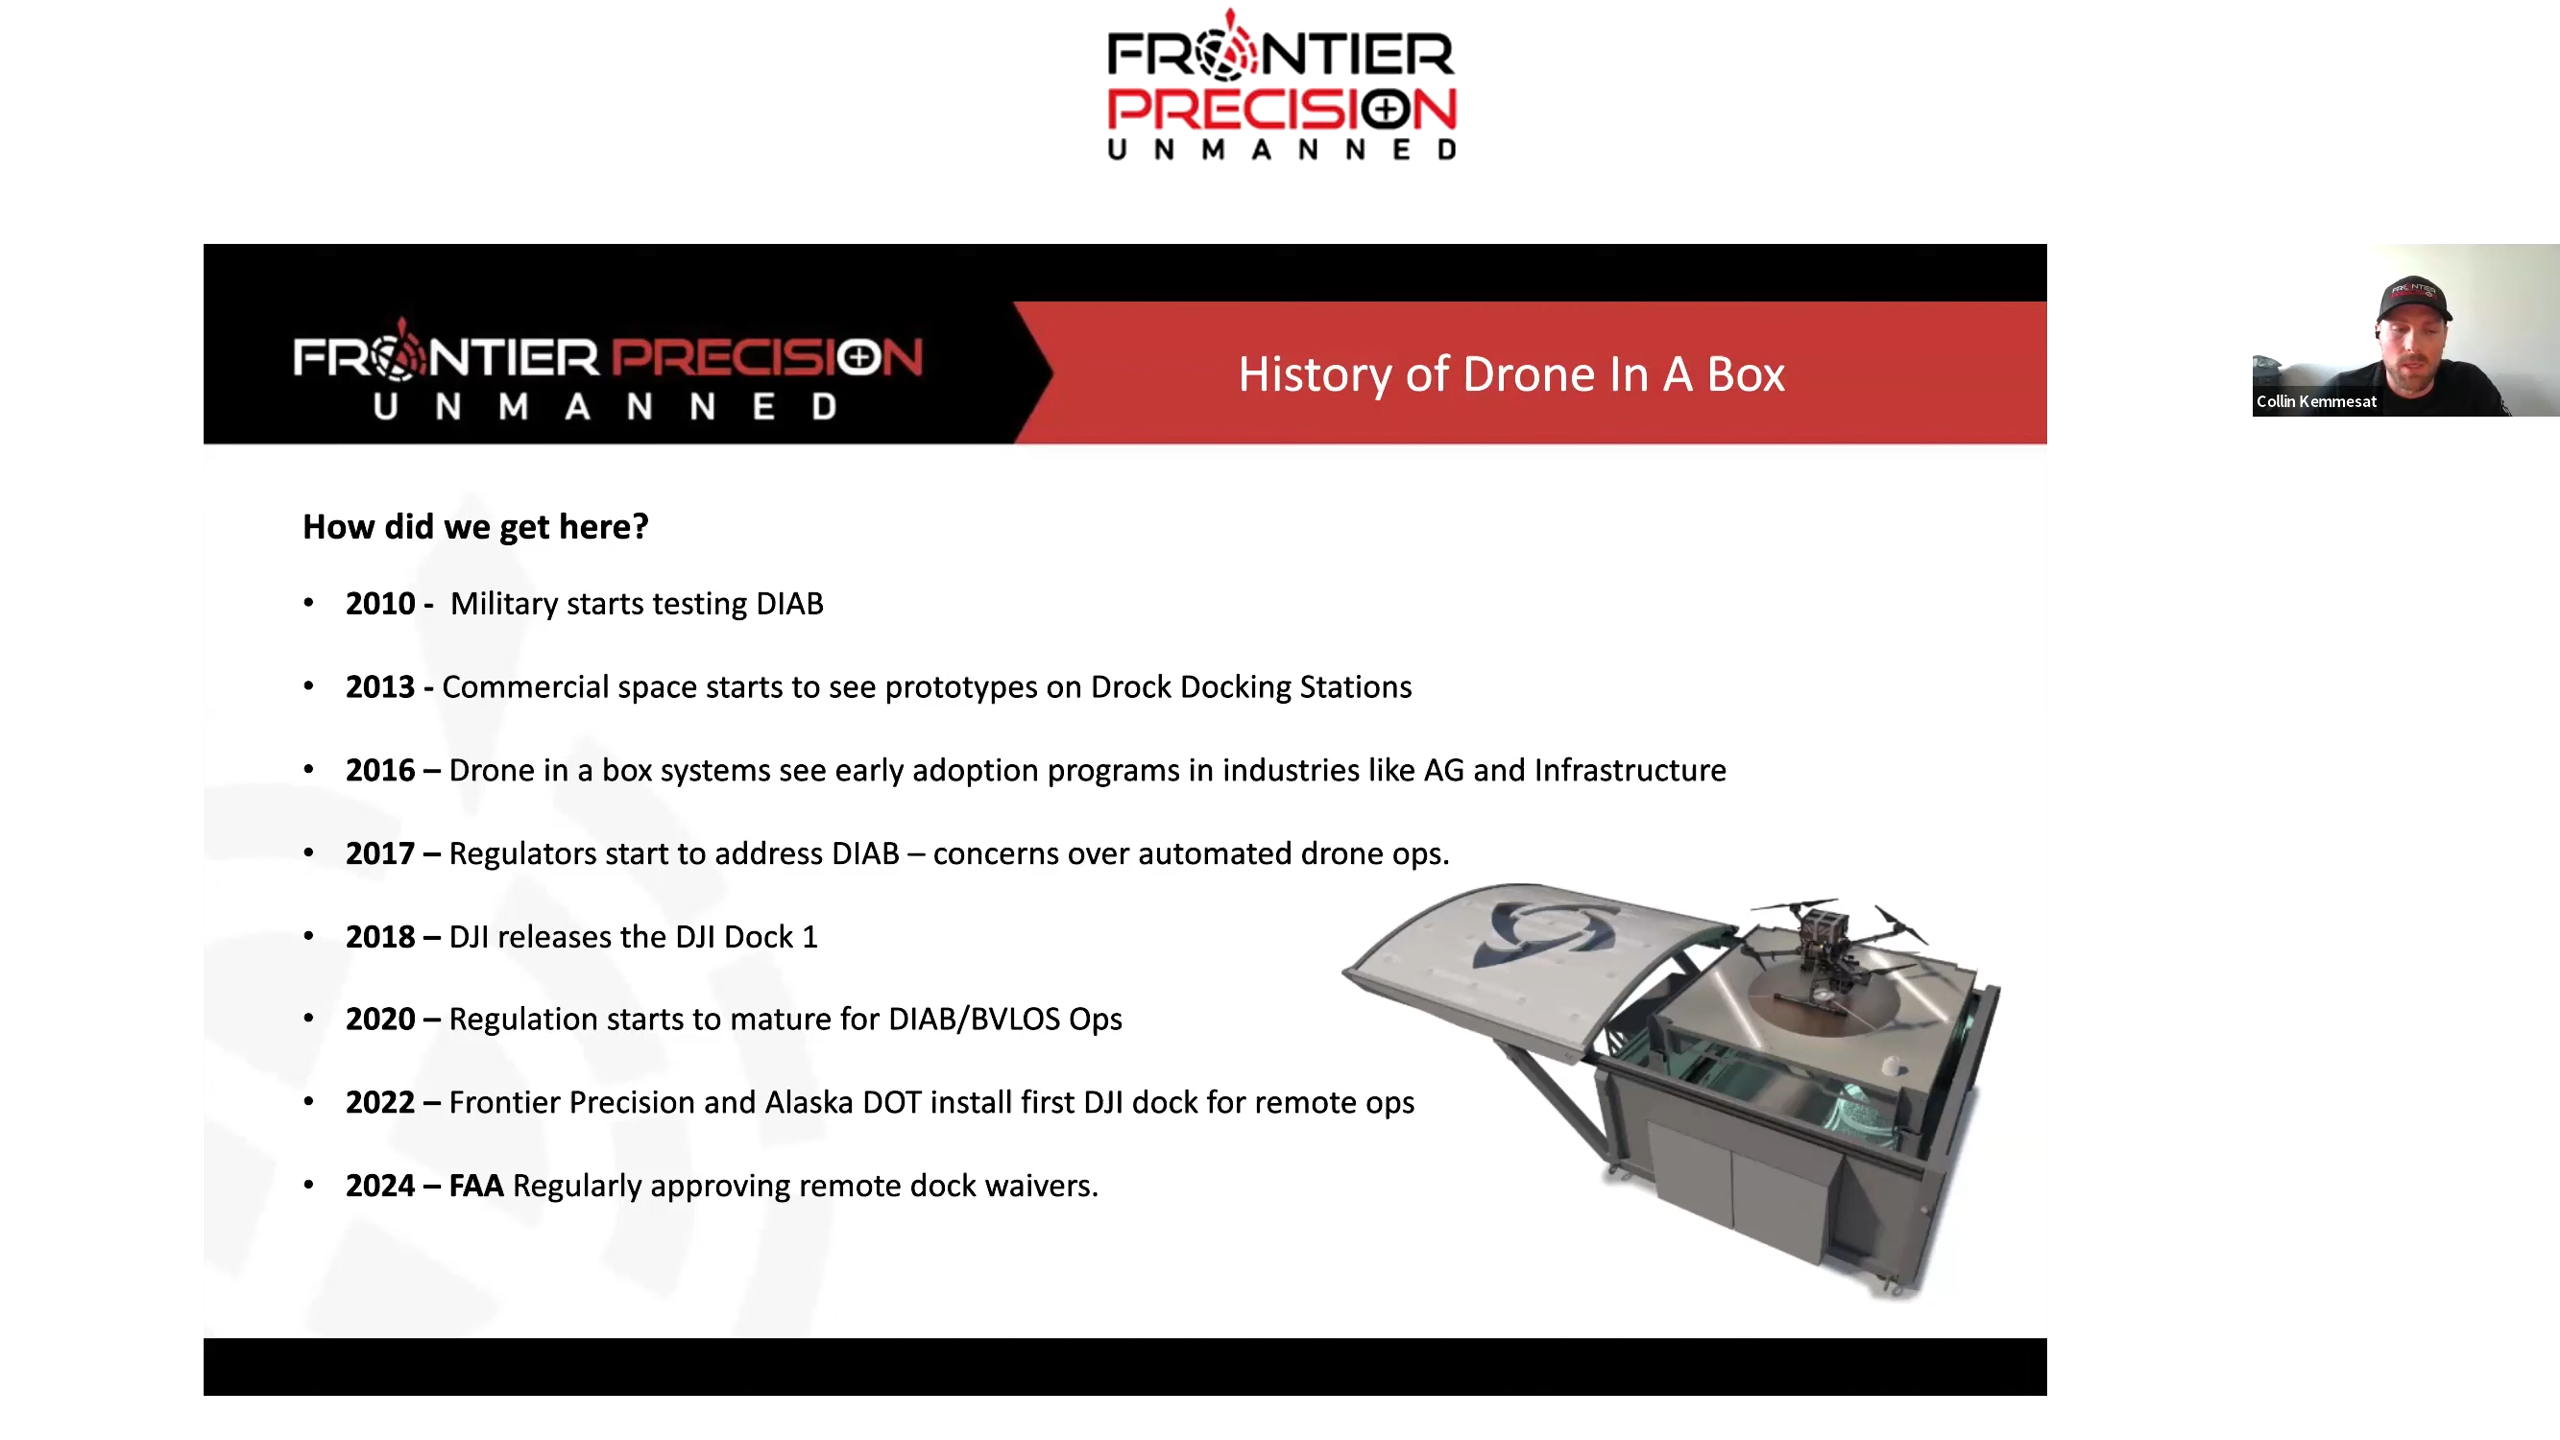 FRONTIER
PRECISION
UNMANNED
FRONTIER PRECISION
UNMANNED
History of Drone In A Box
Collin Kemmesat
How did we get here?
• 2010 - Military starts testing DIAB
• 2013 - Commercial space starts to see prototypes on Drock Docking Stations
• 2016 – Drone in a box systems see early adoption programs in industries like AG and Infrastructure
• 2017 – Regulators start to address DIAB – concerns over automated drone ops.
• 2018 – DJI releases the DJI Dock 1
• 2020 – Regulation starts to mature for DIAB/BVLOS Ops
• 2022 – Frontier Precision and Alaska DOT install first DJI dock for remote ops
• 2024 – FAA Regularly approving remote dock waivers.